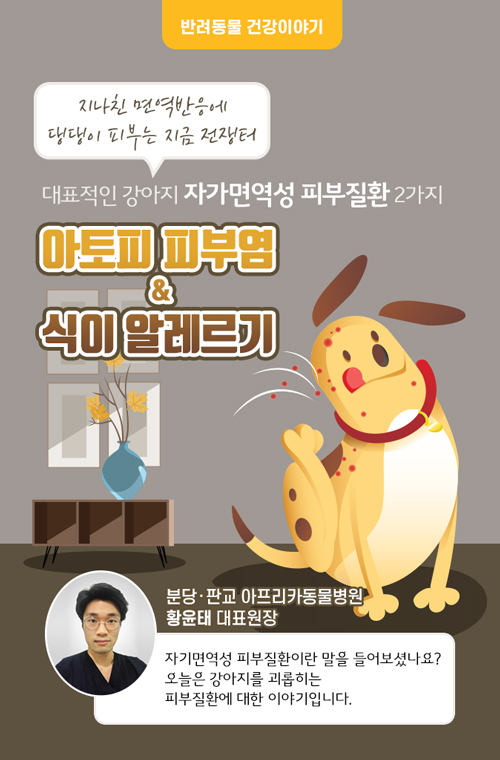 반려동물 건강이야기
지나친 면역반응에
댕댕이 피부는 지금 전쟁터
대표적인 강아지 자가면역성 피부질환 2가지
아토피 피부염
&
식이 알레르기
분당·판교 아프리카동물병원
황윤태 대표원장
자기면역성 피부질환이란 말을 들어보셨나요?
오늘은 강아지를 괴롭히는
피부질환에 대한 이야기입니다.